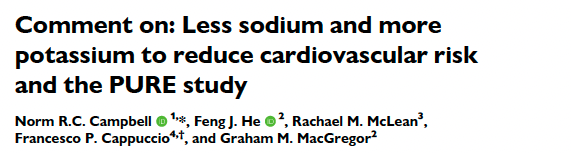 Comment on: Less sodium and more
potassium to reduce cardiovascular risk
and the PURE study
Norm R.C. Campbell 1,*, Feng J. He 2, Rachael M. McLean3,
Francesco P. Cappuccio4,†, and Graham M. MacGregor2